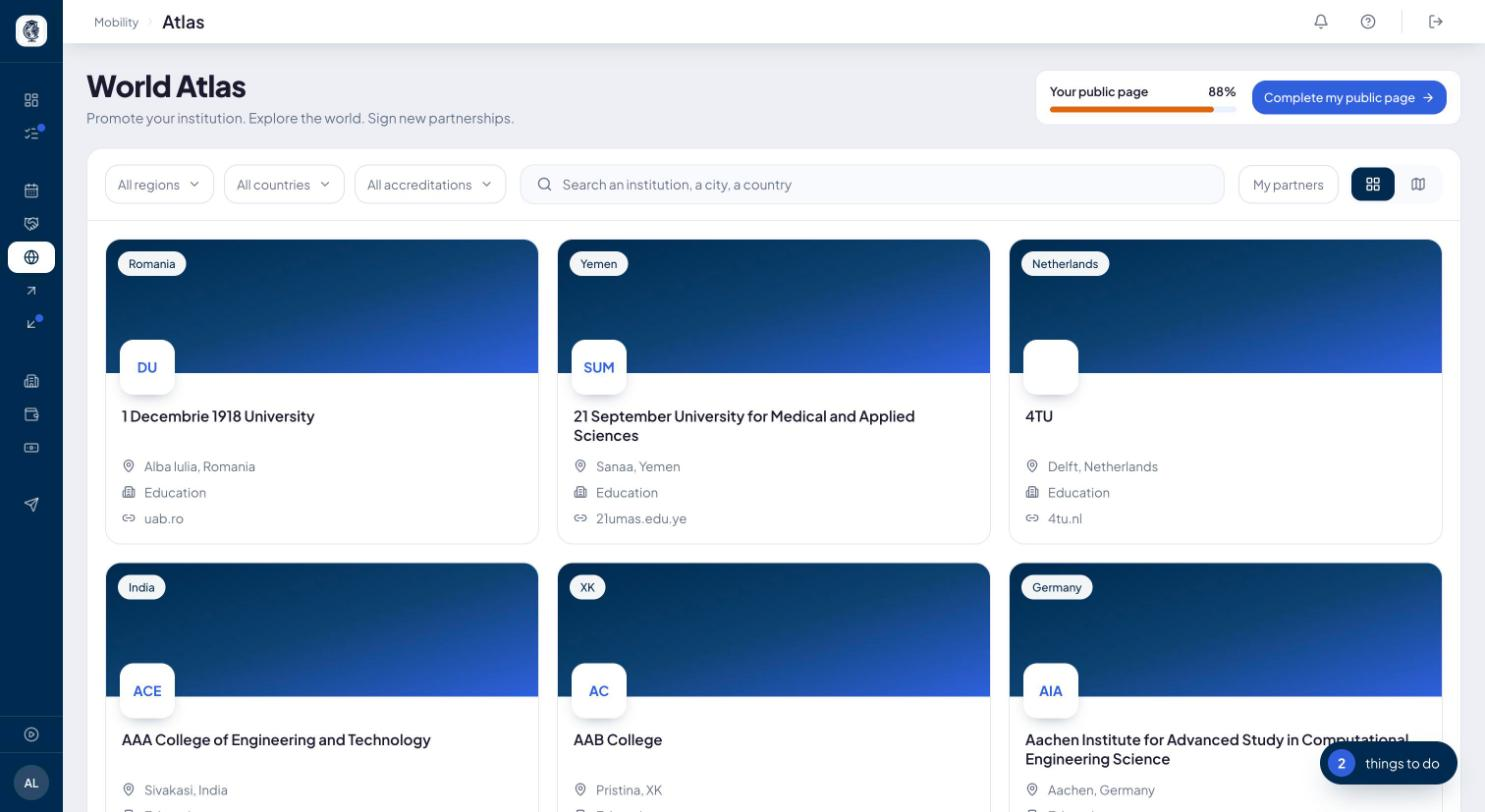 Mobility
Atlas
World Atlas
Promote your institution. Explore the world. Sign new partnerships.
Your public page 88%
Complete my public page
All regions
All countries
All accreditations
Search an institution, a city, a country
My partners
Romania
DU
1 Decembrie 1918 University
Alba Iulia, Romania
Education
uab.ro
Yemen
SUM
21 September University for Medical and Applied
Sciences
Sanaa, Yemen
Education
21umas.edu.ye
Netherlands
4TU
Delft, Netherlands
Education
4tu.nl
India
ACE
AAA College of Engineering and Technology
Sivakasi, India
XK
AC
AAB College
Pristina, XK
Germany
AIA
Aachen Institute for Advanced Study in Computational
Engineering Science
Aachen, Germany
2 things to do
AL